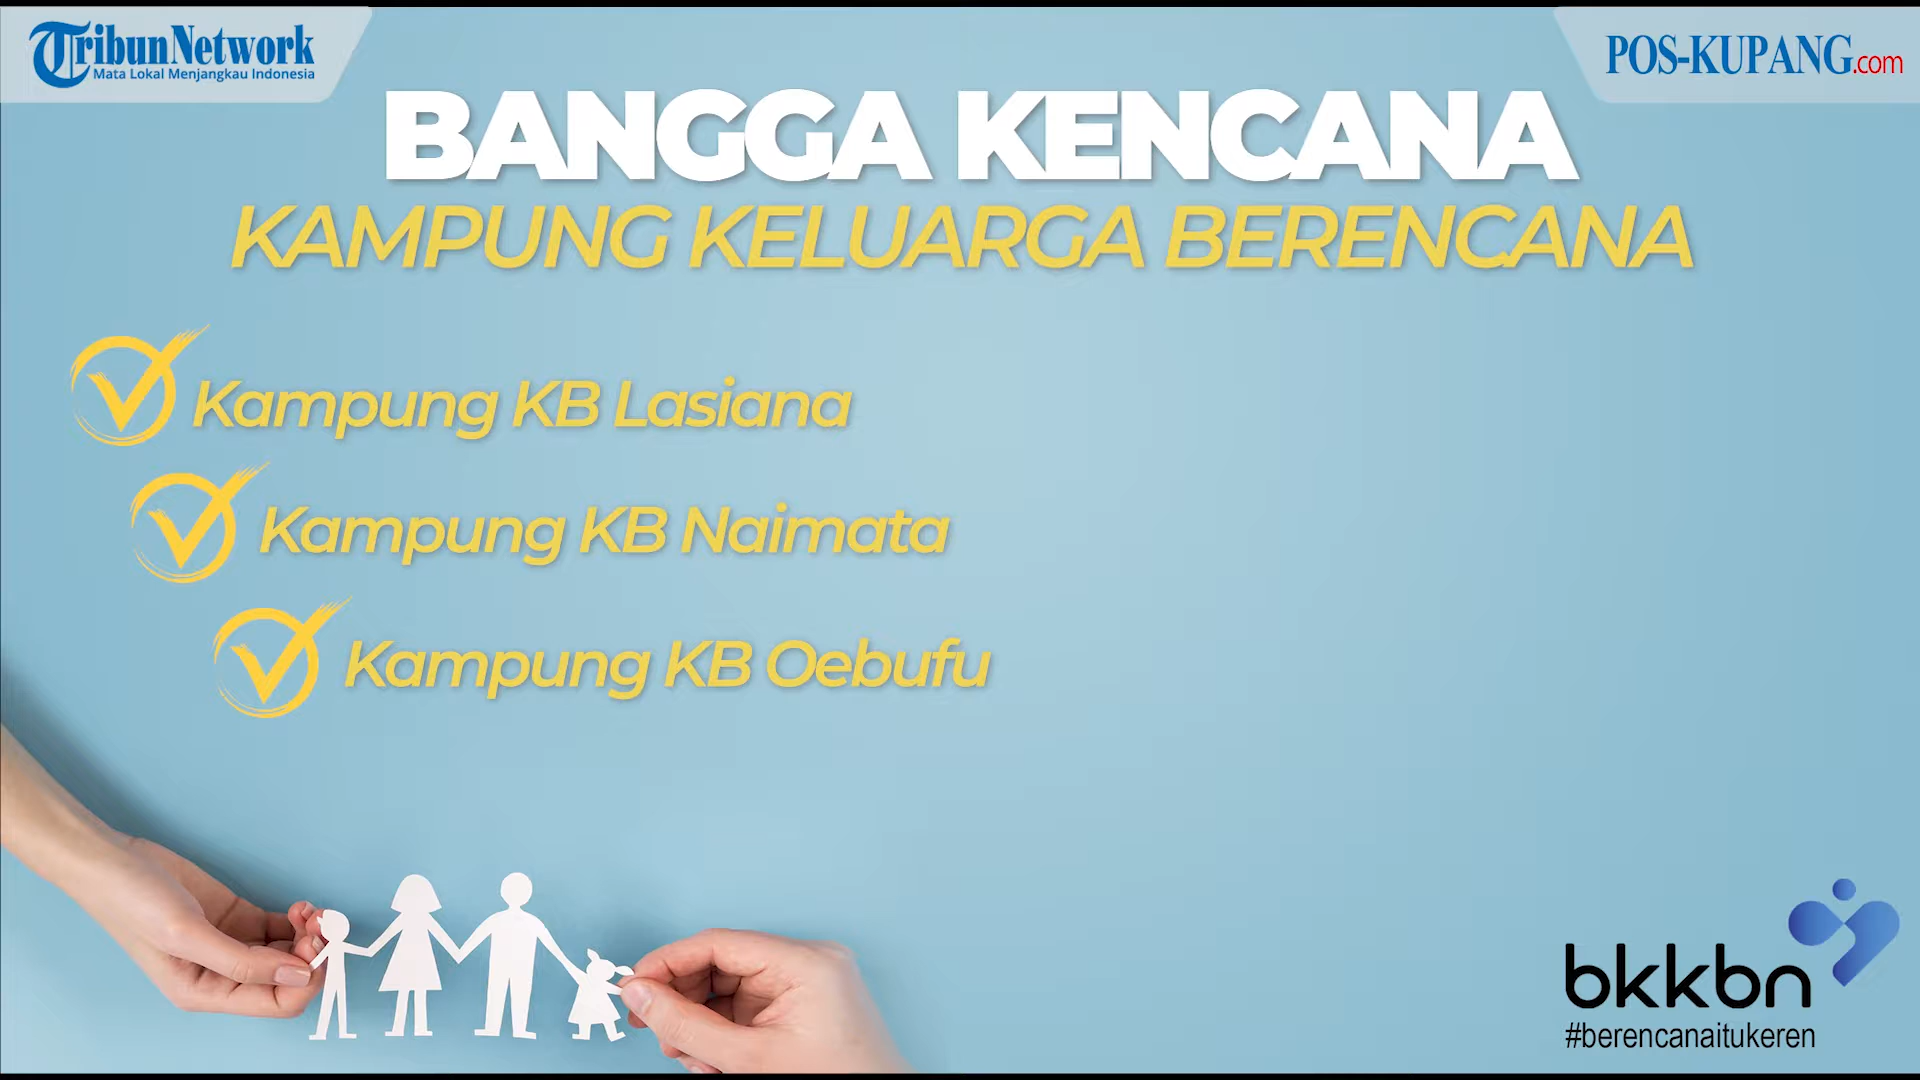 TribunNetwork
Mata Lokal Menjangkau Indonesia
POS-KUPANG.com
BANGGA KENCANA
KAMPUNG KELUARGA BERENCANA
Kampung KB Lasiana
Kampung KB Naimata
Kampung KB Oebufu
bkkbn
#berencanaitukeren